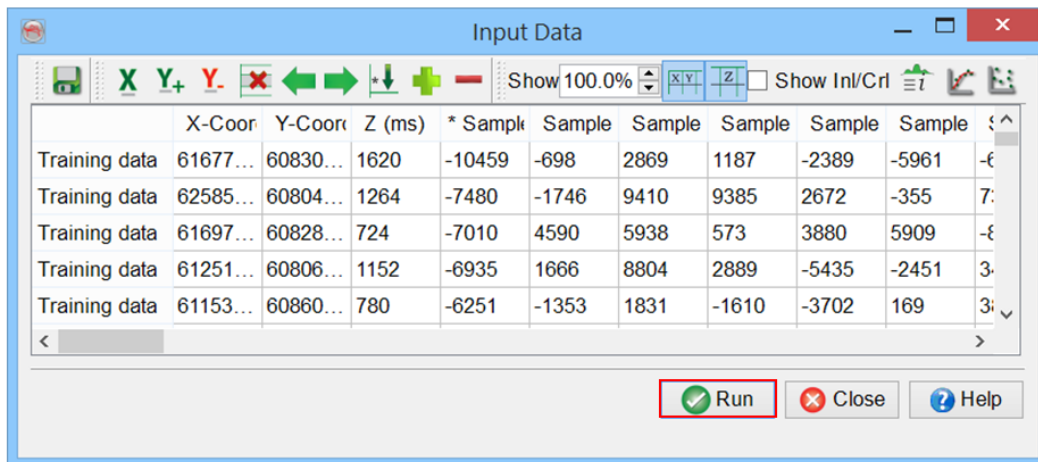 Input Data
X Y+ Y- Show 100.0% X Y Z Show Inl/Crl
X-Coor Y-Coord Z (ms) * Sample Sample Sample Sample Sample Sample
Training data 61677... 60830... 1620 -10459 -698 2869 1187 -2389 -5961
Training data 62585... 60804... 1264 -7480 -1746 9410 9385 2672 -355
Training data 61697... 60828... 724 -7010 4590 5938 573 3880 5909
Training data 61251... 60806... 1152 -6935 1666 8804 2889 -5435 -2451
Training data 61153... 60860... 780 -6251 -1353 1831 -1610 -3702 169
Run Close Help